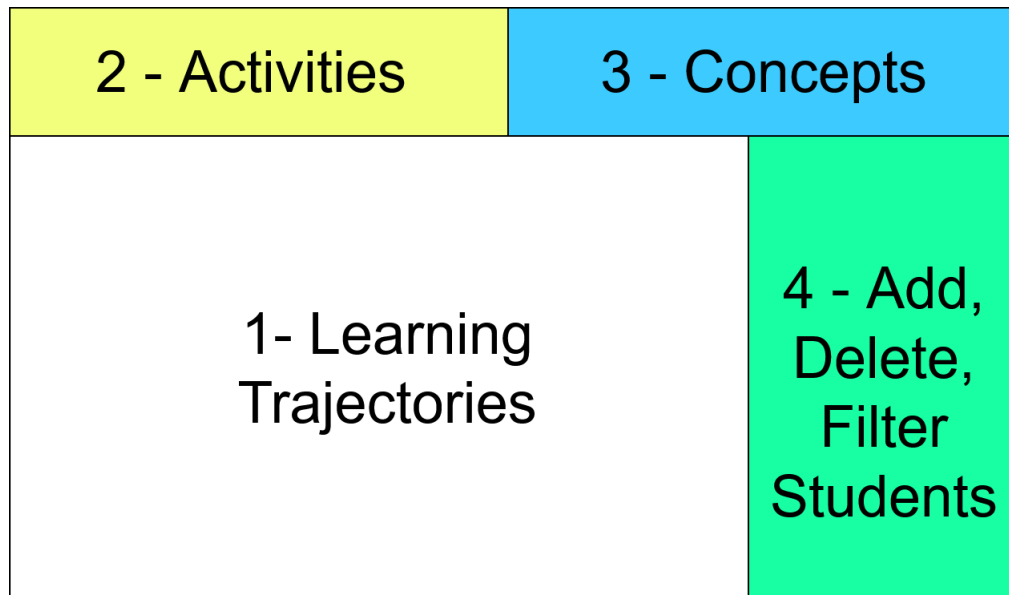 2 - Activities
3 - Concepts
1- Learning
Trajectories
4 - Add,
Delete,
Filter
Students